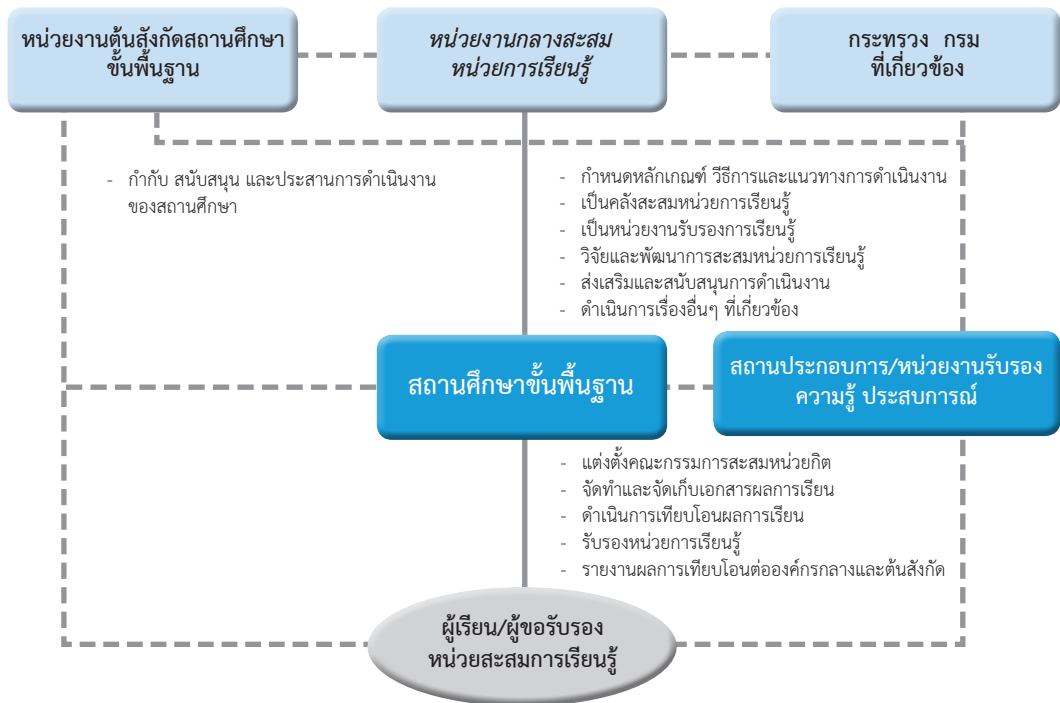 หน่วยงานต้นสังกัดสถานศึกษา
ขั้นพื้นฐาน
หน่วยงานกลางสะสม
หน่วยการเรียนรู้
กระทรวง กรม
ที่เกี่ยวข้อง
- กำกับ สนับสนุน และประสานการดำเนินงาน
ของสถานศึกษา
- กำหนดหลักเกณฑ์ วิธีการและแนวทางการดำเนินงาน
- เป็นคลังสะสมหน่วยการเรียนรู้
- เป็นหน่วยงานรับรองการเรียนรู้
- วิจัยและพัฒนาการสะสมหน่วยการเรียนรู้
- ส่งเสริมและสนับสนุนการดำเนินงาน
- ดำเนินการเรื่องอื่นๆ ที่เกี่ยวข้อง
สถานศึกษาขั้นพื้นฐาน
สถานประกอบการ/หน่วยงานรับรอง
ความรู้ ประสบการณ์
- แต่งตั้งคณะกรรมการสะสมหน่วยกิต
- จัดทำและจัดเก็บเอกสารผลการเรียน
- ดำเนินการเทียบโอนผลการเรียน
- รับรองหน่วยการเรียนรู้
- รายงานผลการเทียบโอนต่อองค์กรกลางและต้นสังกัด
ผู้เรียน/ผู้ขอรับรอง
หน่วยสะสมการเรียนรู้